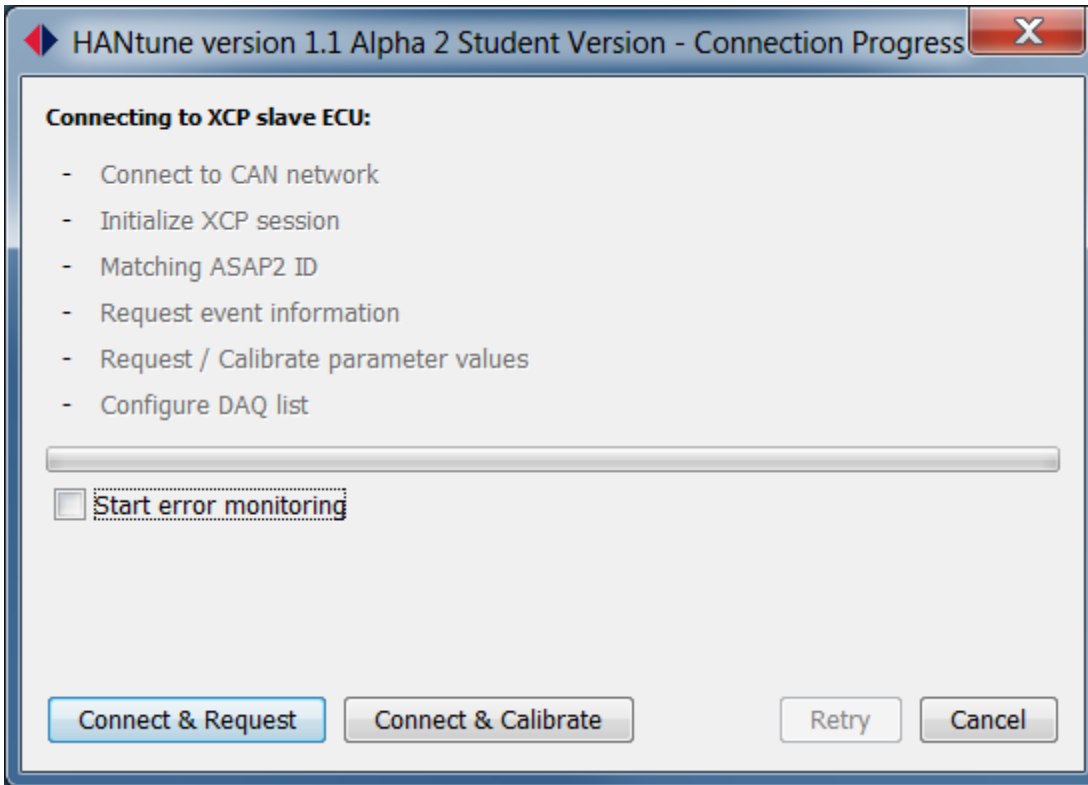 HANtune version 1.1 Alpha 2 Student Version - Connection Progress
Connecting to XCP slave ECU:
- Connect to CAN network
- Initialize XCP session
- Matching ASAP2 ID
- Request event information
- Request / Calibrate parameter values
- Configure DAQ list
Start error monitoring
Connect & Request Connect & Calibrate Retry Cancel